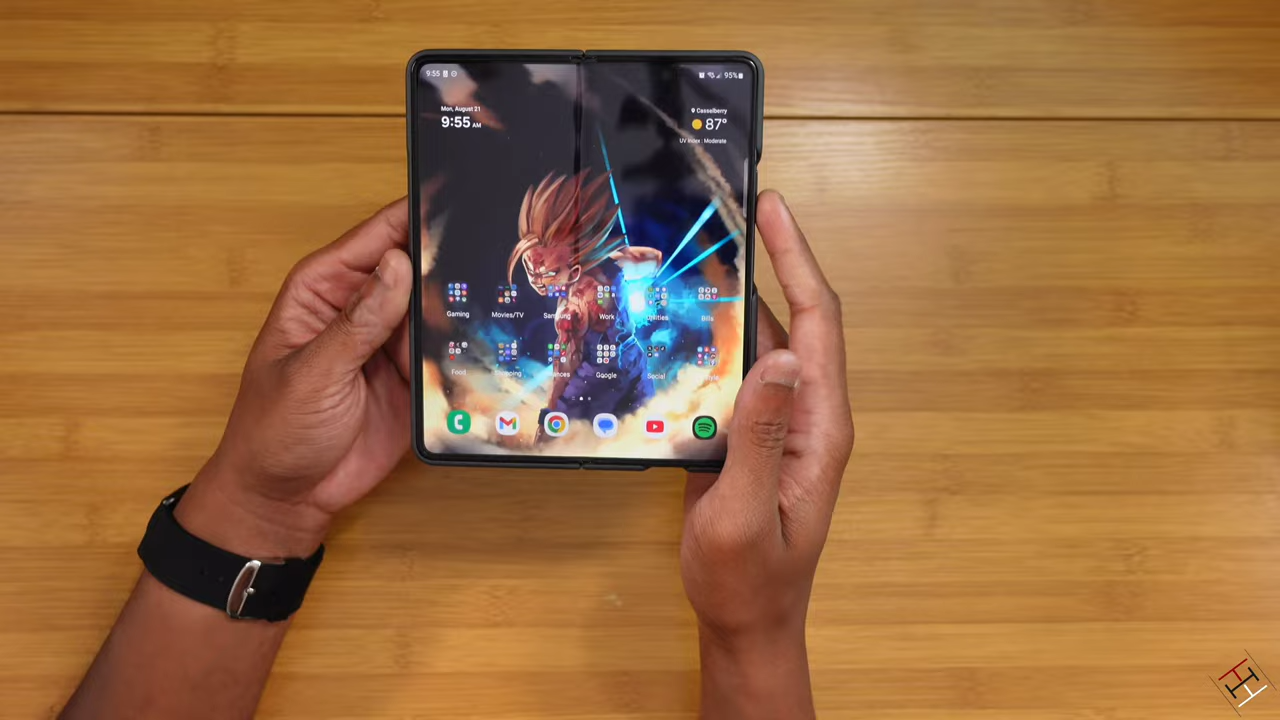 9:55
95%
Mon, August 21
9:55 AM
Casselberry
87°
UV index : Moderate
Gaming
Movies/TV
Samsung
Work
Utilities
Bills
Food
Shopping
Google
Social